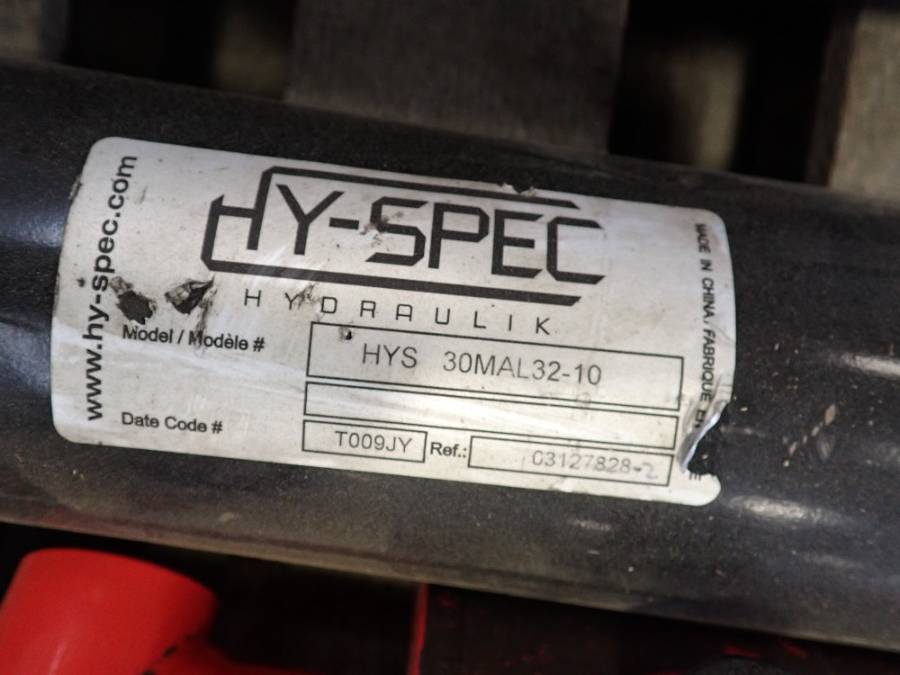 HY-SPEC
HYDRAULIK
www.hy-spec.com
Model / Modèle #
HYS 30MAL32-10
Date Code #
T009JY
Ref.:
03127828-2
MADE IN CHINA / FABRIQUE EN